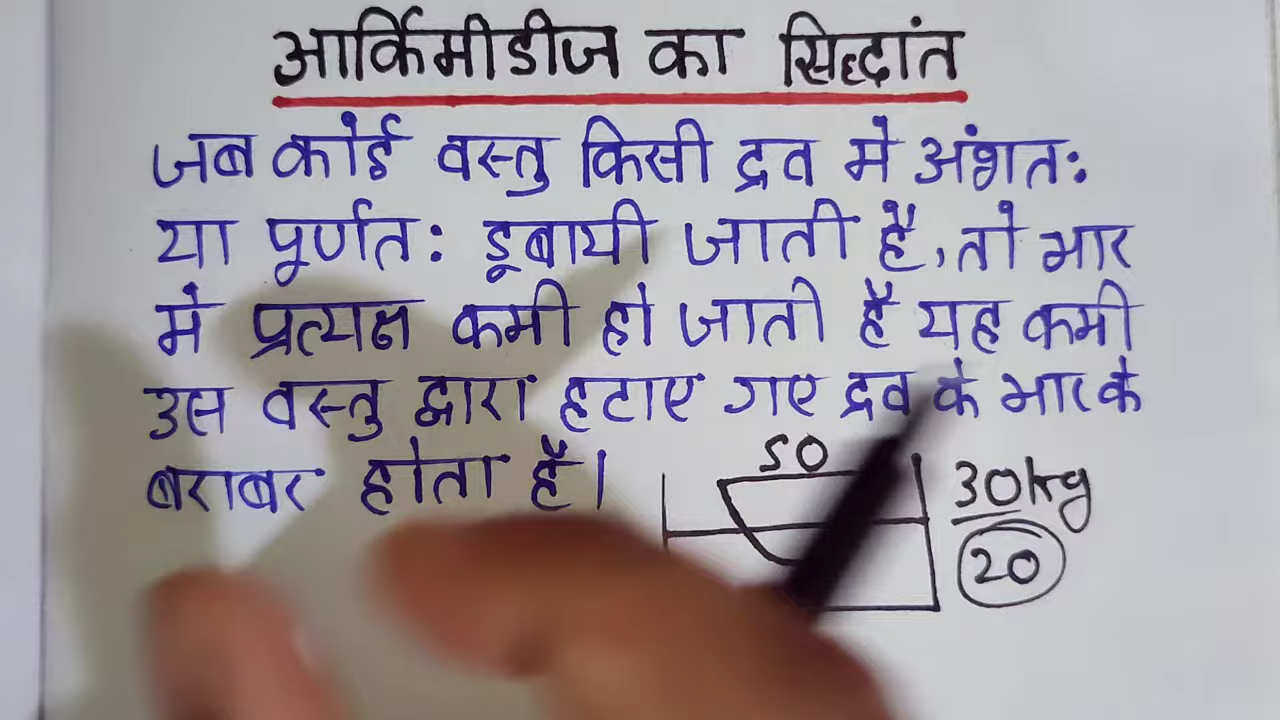 आर्किमीडीज का सिद्धांत
जब कोई वस्तु किसी द्रव मे अंशत:
या पूर्णत: डूबायी जाती है, तो भार
मे प्रत्यक्ष कमी हो जाती है यह कमी
उस वस्तु द्वारा हटाए गए द्रव के भार के
बराबर होता है।
50
30kg
20